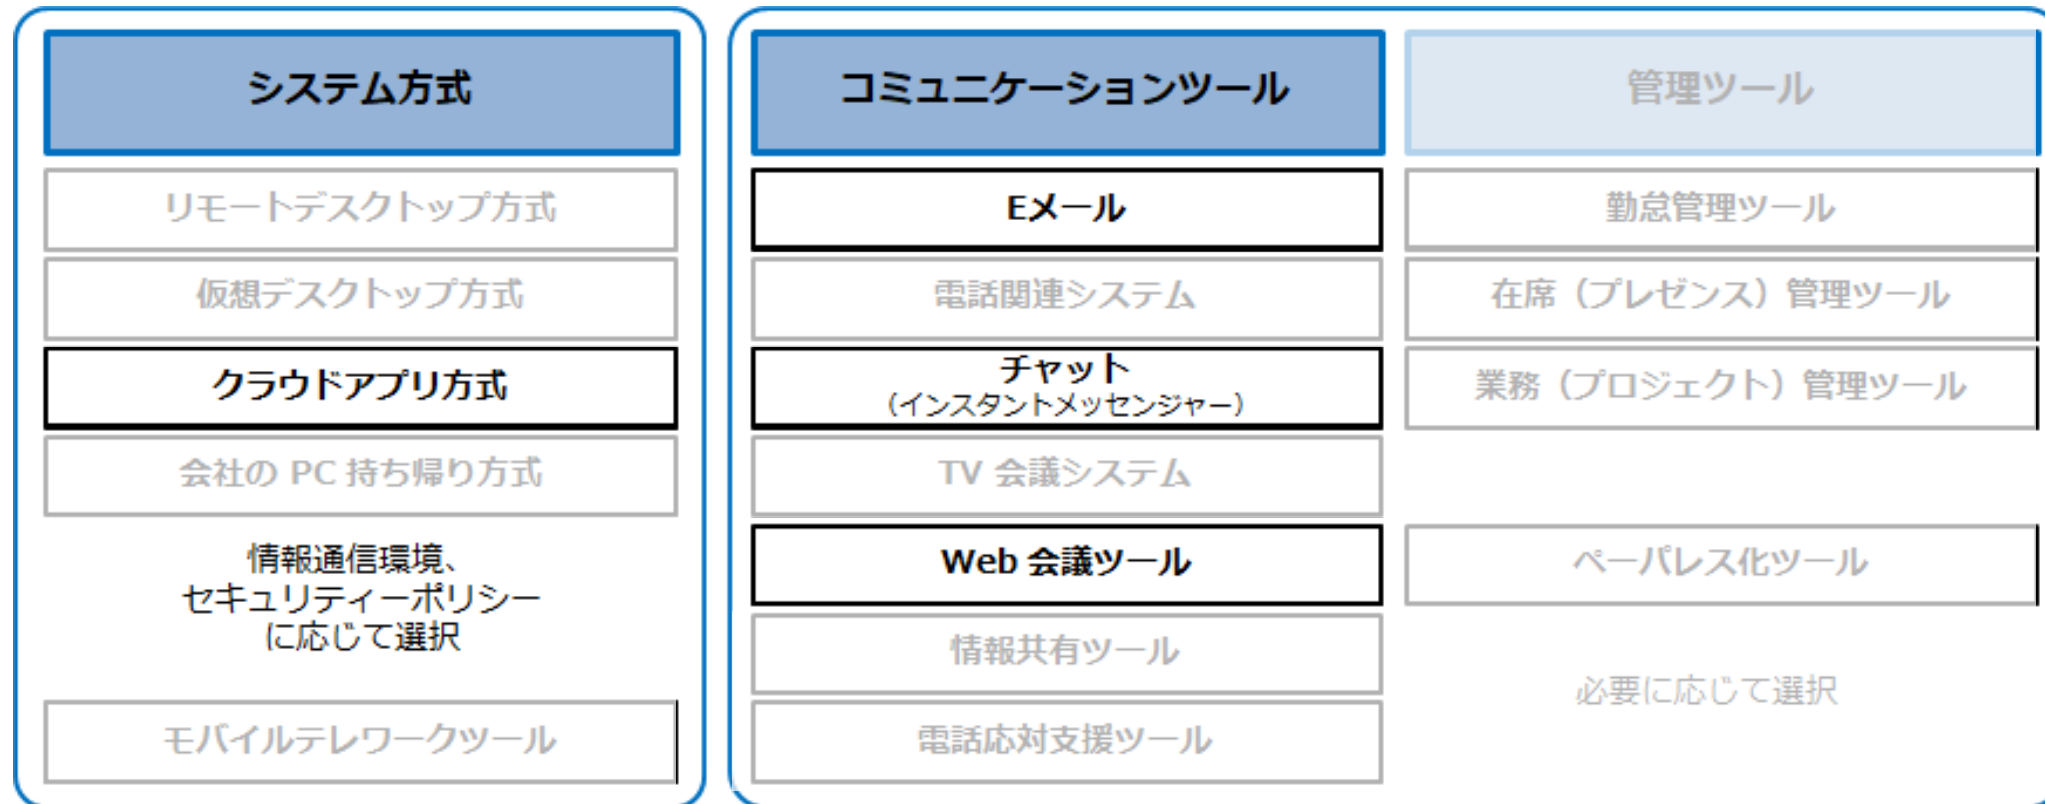 システム方式
リモートデスクトップ方式
仮想デスクトップ方式
クラウドアプリ方式
会社の PC 持ち帰り方式
情報通信環境、
セキュリティーポリシー
に応じて選択
モバイルテレワークツール
コミュニケーションツール
Eメール
電話関連システム
チャット
（インスタントメッセンジャー）
TV 会議システム
Web 会議ツール
情報共有ツール
電話応対支援ツール
管理ツール
勤怠管理ツール
在席（プレゼンス）管理ツール
業務（プロジェクト）管理ツール
ペーパレス化ツール
必要に応じて選択